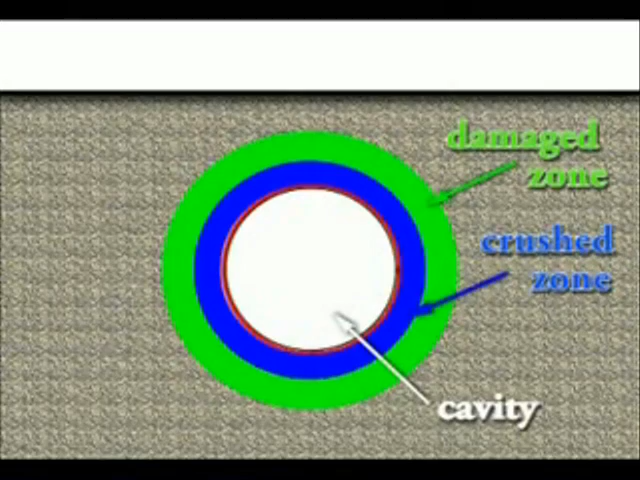 damaged
zone
crushed
zone
cavity